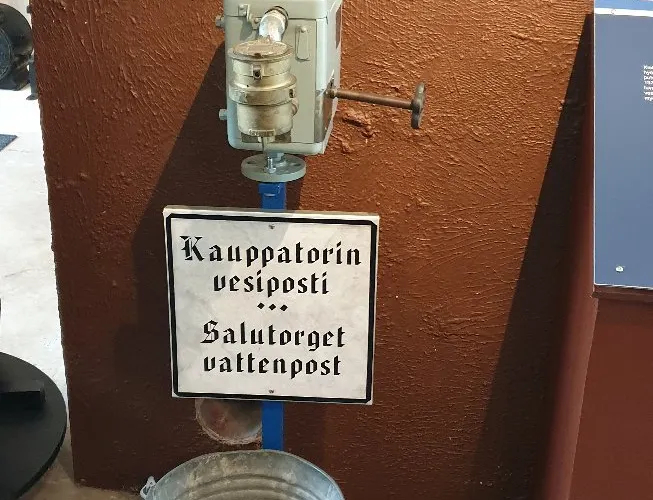 Kauppatorin
vesiposti
•••
Salutorget
vattenpost